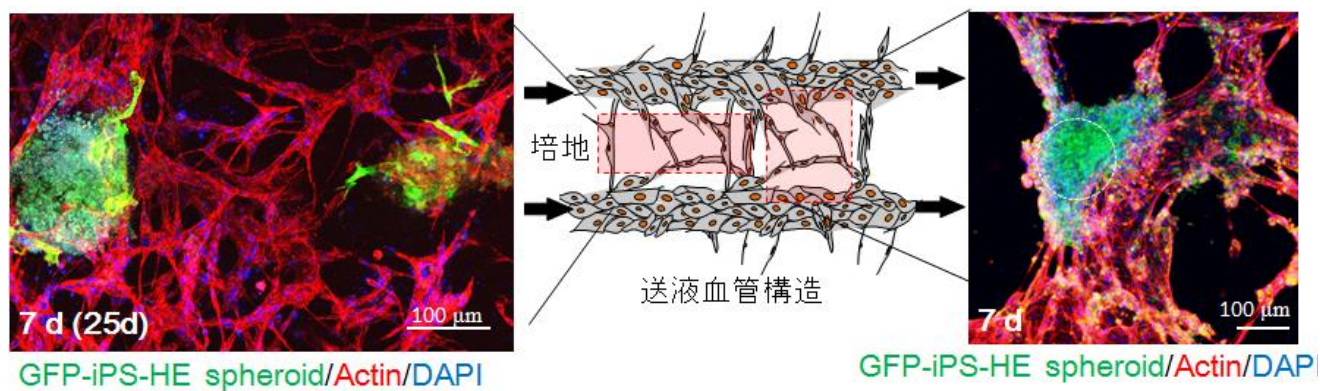 培地
送液血管構造
7 d (25d)
100 μm
7 d
100 μm
GFP-iPS-HE spheroid/Actin/DAPI
GFP-iPS-HE spheroid/Actin/DAPI